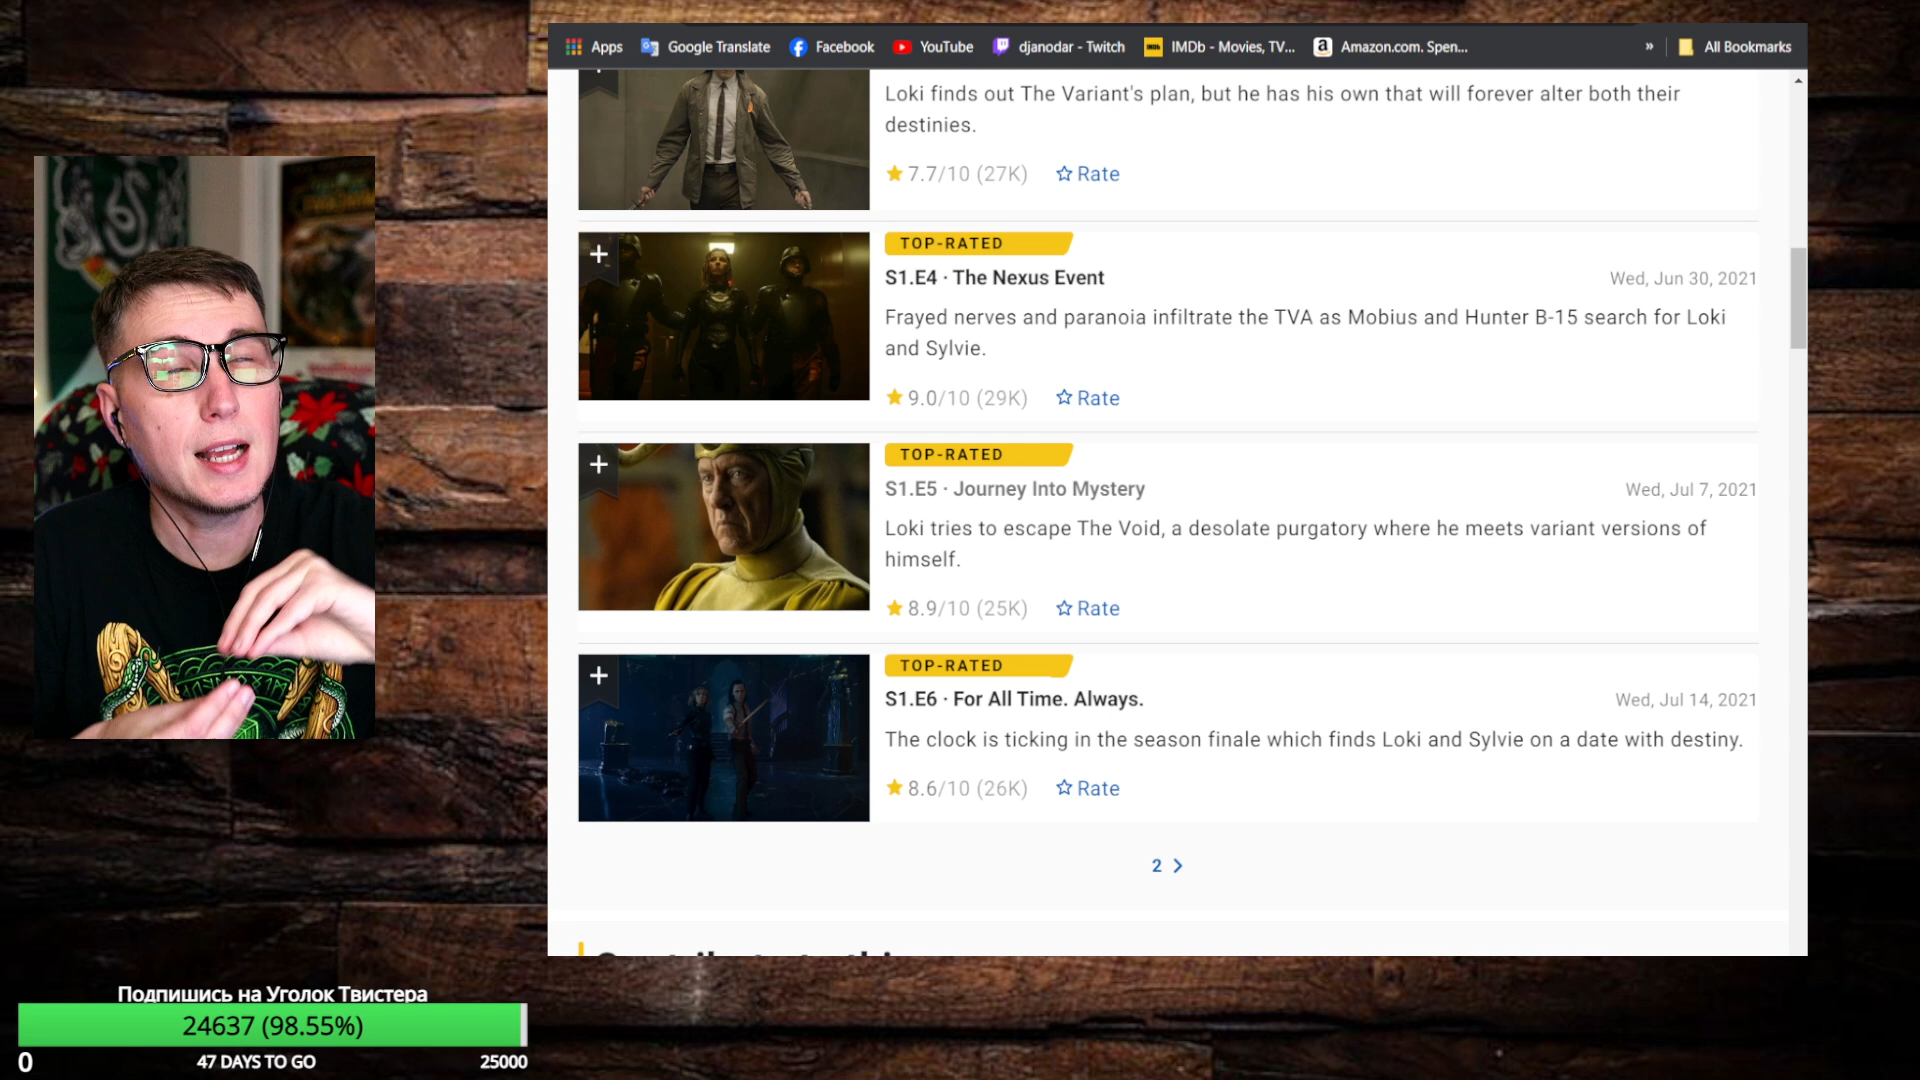 Apps
Google Translate
Facebook
YouTube
djanodar - Twitch
IMDb - Movies, TV...
Amazon.com. Spen...
»
All Bookmarks
Loki finds out The Variant's plan, but he has his own that will forever alter both their
destinies.
7.7/10 (27K)
Rate
TOP-RATED
S1.E4 · The Nexus Event
Wed, Jun 30, 2021
Frayed nerves and paranoia infiltrate the TVA as Mobius and Hunter B-15 search for Loki
and Sylvie.
9.0/10 (29K)
Rate
TOP-RATED
S1.E5 · Journey Into Mystery
Wed, Jul 7, 2021
Loki tries to escape The Void, a desolate purgatory where he meets variant versions of
himself.
8.9/10 (25K)
Rate
TOP-RATED
S1.E6 · For All Time. Always.
Wed, Jul 14, 2021
The clock is ticking in the season finale which finds Loki and Sylvie on a date with destiny.
8.6/10 (26K)
Rate
2
Подпишись на Уголок Твистера
24637 (98.55%)
0
47 DAYS TO GO
25000